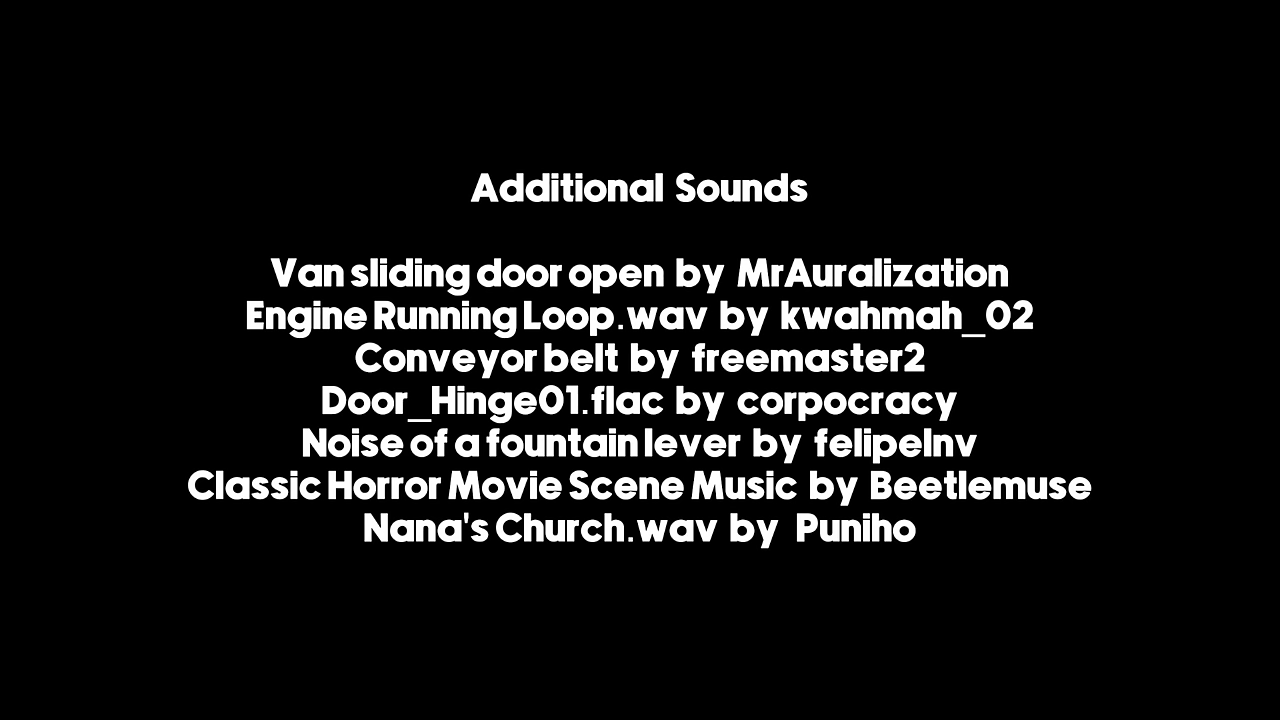 Additional Sounds
Van sliding door open by MrAuralization
Engine Running Loop.wav by kwahmah_02
Conveyor belt by freemaster2
Door_Hinge01.flac by corpocracy
Noise of a fountain lever by felipelnv
Classic Horror Movie Scene Music by Beetlemuse
Nana's Church.wav by Puniho